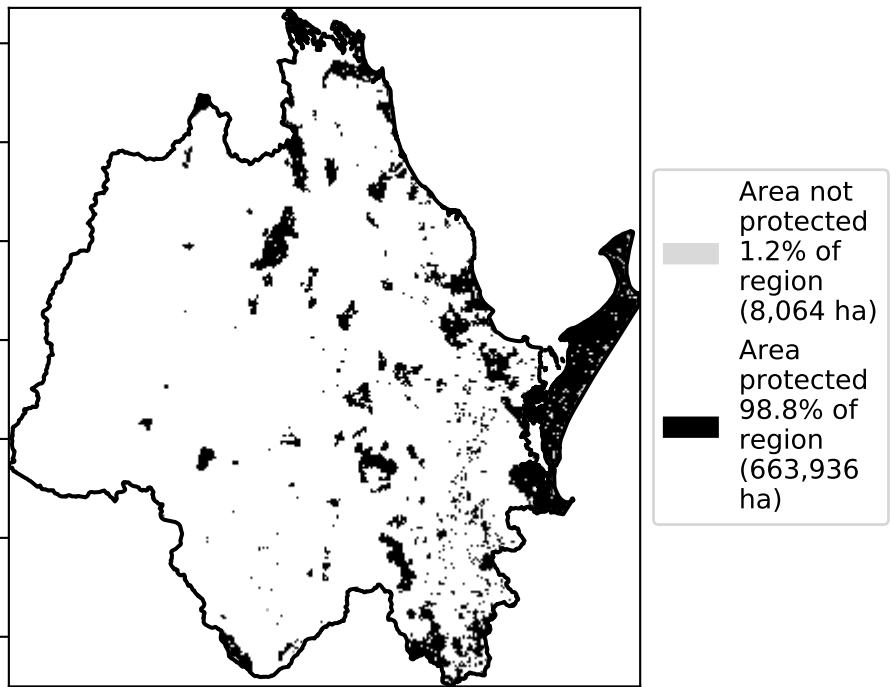 Area not
protected
1.2% of
region
(8,064 ha)
Area
protected
98.8% of
region
(663,936
ha)